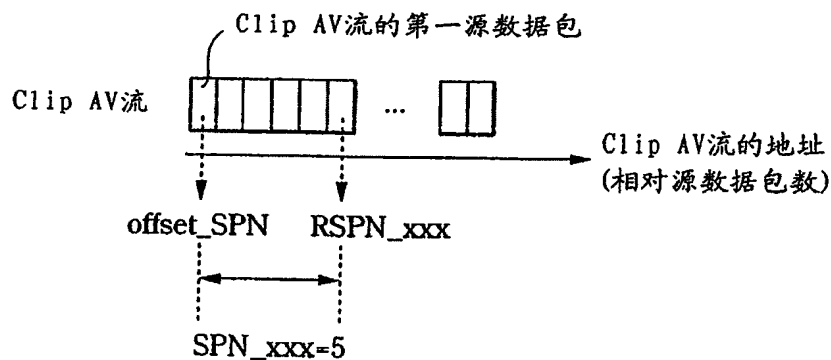 Clip AV流的第一源数据包
Clip AV流
...
Clip AV流的地址
(相对源数据包数)
offset_SPN
RSPN_xxx
SPN_xxx=5